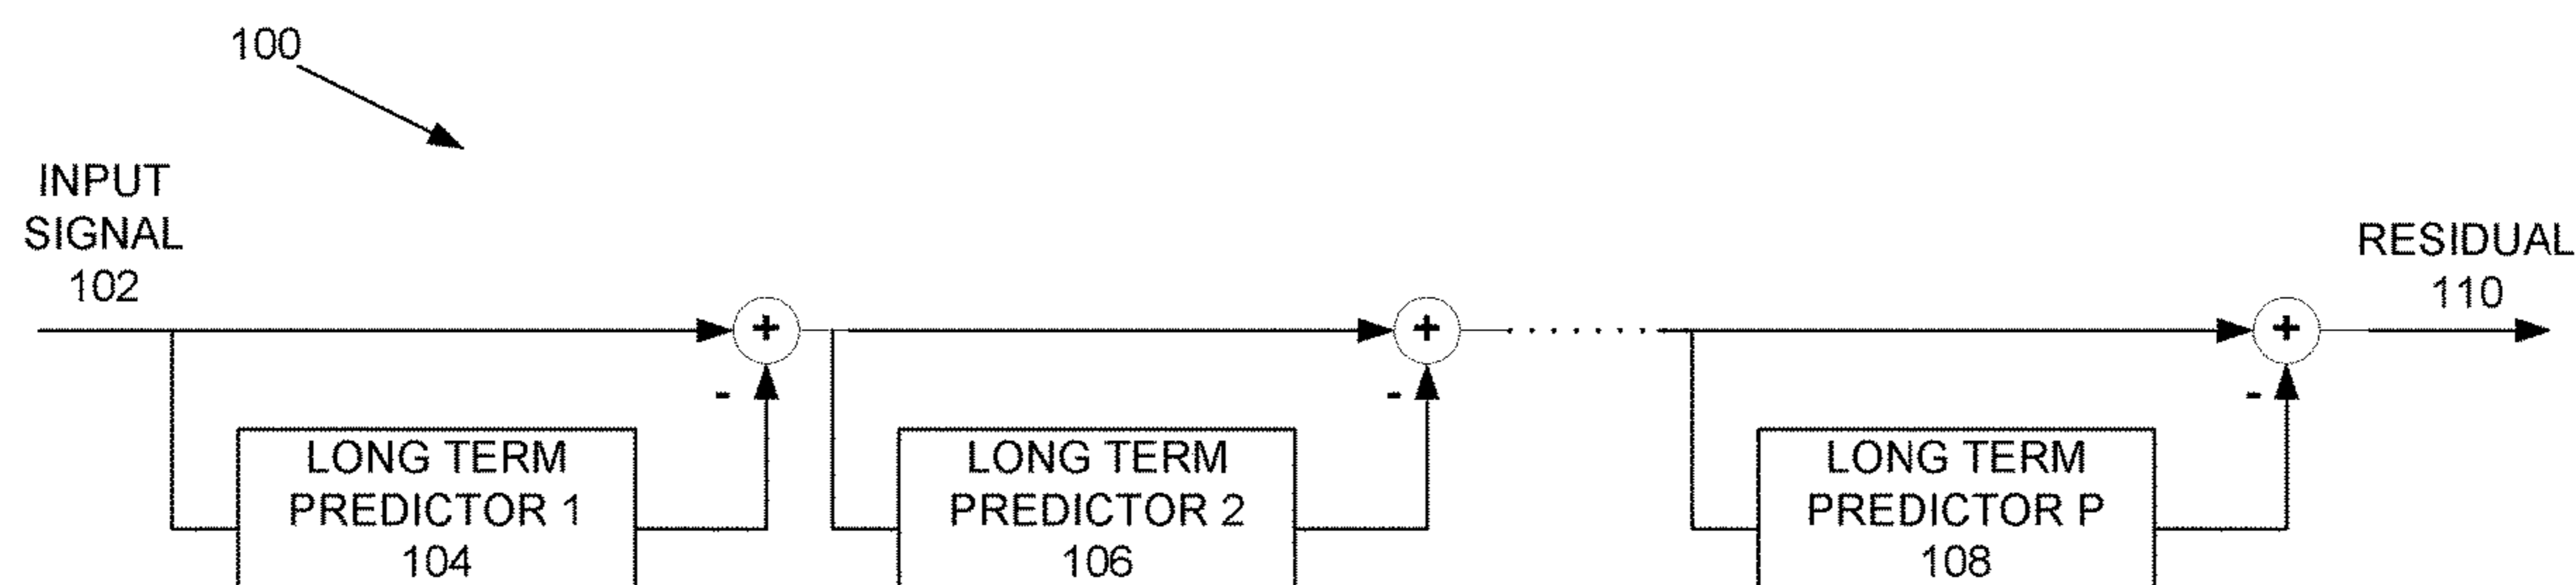 100
INPUT
SIGNAL
102
RESIDUAL
110
+
+
+
-
-
-
LONG TERM
PREDICTOR 1
104
LONG TERM
PREDICTOR 2
106
LONG TERM
PREDICTOR P
108